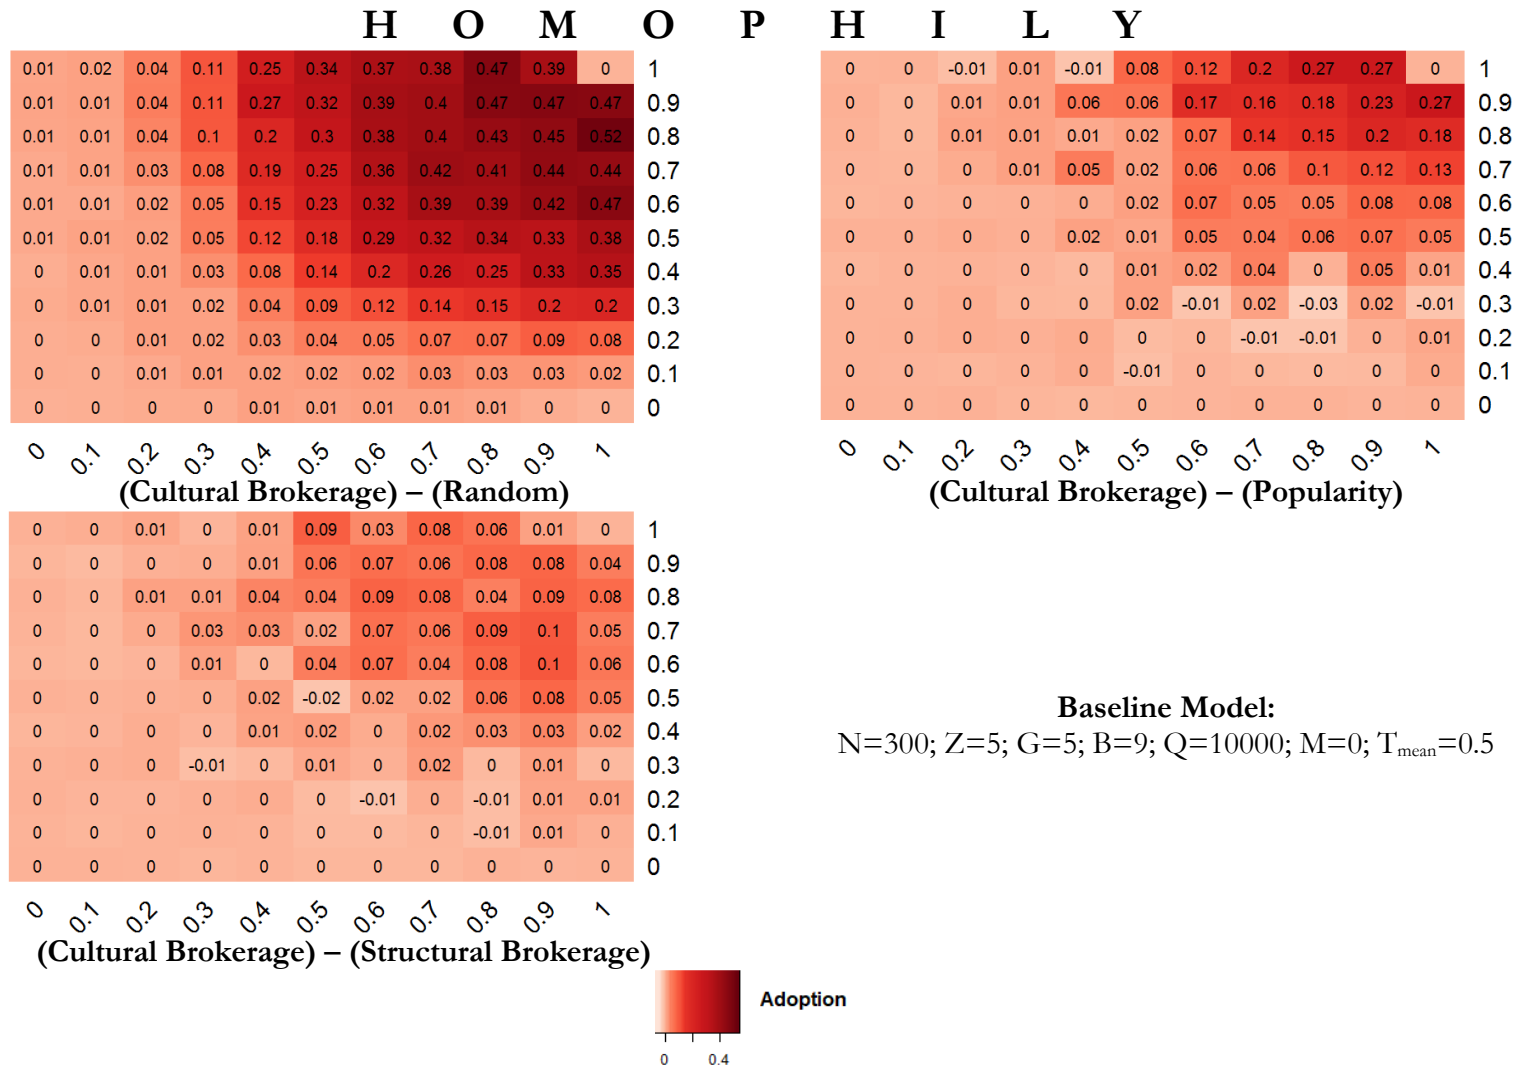 H O M O P H I L Y
0.01 0.02 0.04 0.11 0.25 0.34 0.37 0.38 0.47 0.39 0 1
0.01 0.01 0.04 0.11 0.27 0.32 0.39 0.4 0.47 0.47 0.47 0.9
0.01 0.01 0.04 0.1 0.2 0.3 0.38 0.4 0.43 0.45 0.52 0.8
0.01 0.01 0.03 0.08 0.19 0.25 0.36 0.42 0.41 0.44 0.44 0.7
0.01 0.01 0.02 0.05 0.15 0.23 0.32 0.39 0.39 0.42 0.47 0.6
0.01 0.01 0.02 0.05 0.12 0.18 0.29 0.32 0.34 0.33 0.38 0.5
0 0.01 0.01 0.03 0.08 0.14 0.2 0.26 0.25 0.33 0.35 0.4
0 0.01 0.01 0.02 0.04 0.09 0.12 0.14 0.15 0.2 0.2 0.3
0 0 0.01 0.02 0.03 0.04 0.05 0.07 0.07 0.09 0.08 0.2
0 0 0.01 0.01 0.02 0.02 0.02 0.03 0.03 0.03 0.02 0.1
0 0 0 0 0.01 0.01 0.01 0.01 0.01 0 0 0
0 0.1 0.2 0.3 0.4 0.5 0.6 0.7 0.8 0.9 1
(Cultural Brokerage) – (Random)
0 0 -0.01 0.01 -0.01 0.08 0.12 0.2 0.27 0.27 0 1
0 0 0.01 0.01 0.06 0.06 0.17 0.16 0.18 0.23 0.27 0.9
0 0 0.01 0.01 0.01 0.02 0.07 0.14 0.15 0.2 0.18 0.8
0 0 0 0.01 0.05 0.02 0.06 0.06 0.1 0.12 0.13 0.7
0 0 0 0 0 0.02 0.07 0.05 0.05 0.08 0.08 0.6
0 0 0 0 0.02 0.01 0.05 0.04 0.06 0.07 0.05 0.5
0 0 0 0 0 0.01 0.02 0.04 0 0.05 0.01 0.4
0 0 0 0 0 0.02 -0.01 0.02 -0.03 0.02 -0.01 0.3
0 0 0 0 0 0 0 -0.01 -0.01 0 0.01 0.2
0 0 0 0 0 -0.01 0 0 0 0 0 0.1
0 0 0 0 0 0 0 0 0 0 0 0
0 0.1 0.2 0.3 0.4 0.5 0.6 0.7 0.8 0.9 1
(Cultural Brokerage) – (Popularity)
0 0 0.01 0 0.01 0.09 0.03 0.08 0.06 0.01 0 1
0 0 0 0 0.01 0.06 0.07 0.06 0.08 0.08 0.04 0.9
0 0 0.01 0.01 0.04 0.04 0.09 0.08 0.04 0.09 0.08 0.8
0 0 0 0.03 0.03 0.02 0.07 0.06 0.09 0.1 0.05 0.7
0 0 0 0.01 0 0.04 0.07 0.04 0.08 0.1 0.06 0.6
0 0 0 0 0.02 -0.02 0.02 0.02 0.06 0.08 0.05 0.5
0 0 0 0 0.01 0.02 0 0.02 0.03 0.03 0.02 0.4
0 0 0 -0.01 0 0.01 0 0.02 0 0.01 0 0.3
0 0 0 0 0 0 -0.01 0 -0.01 0.01 0.01 0.2
0 0 0 0 0 0 0 0 -0.01 0.01 0 0.1
0 0 0 0 0 0 0 0 0 0 0 0
0 0.1 0.2 0.3 0.4 0.5 0.6 0.7 0.8 0.9 1
(Cultural Brokerage) – (Structural Brokerage)
Baseline Model:
N=300; Z=5; G=5; B=9; Q=10000; M=0; Tmean=0.5
Adoption
0 0.4